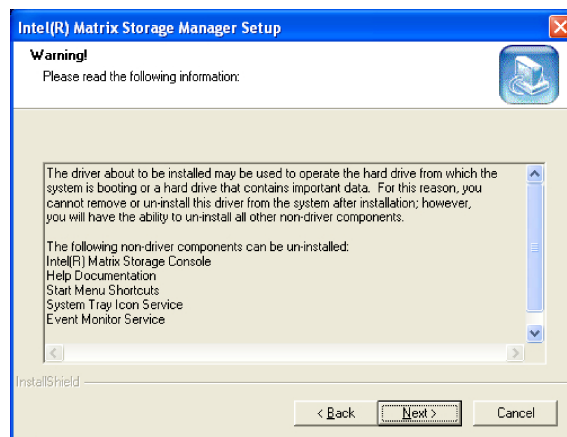 Intel(R) Matrix Storage Manager Setup
Warning!
Please read the following information:
The driver about to be installed may be used to operate the hard drive from which the
system is booting or a hard drive that contains important data.  For this reason, you
cannot remove or un-install this driver from the system after installation; however,
you will have the ability to un-install all other non-driver components.
The following non-driver components can be un-installed:
Intel(R) Matrix Storage Console
Help Documentation
Start Menu Shortcuts
System Tray Icon Service
Event Monitor Service
InstallShield
< Back
Next >
Cancel